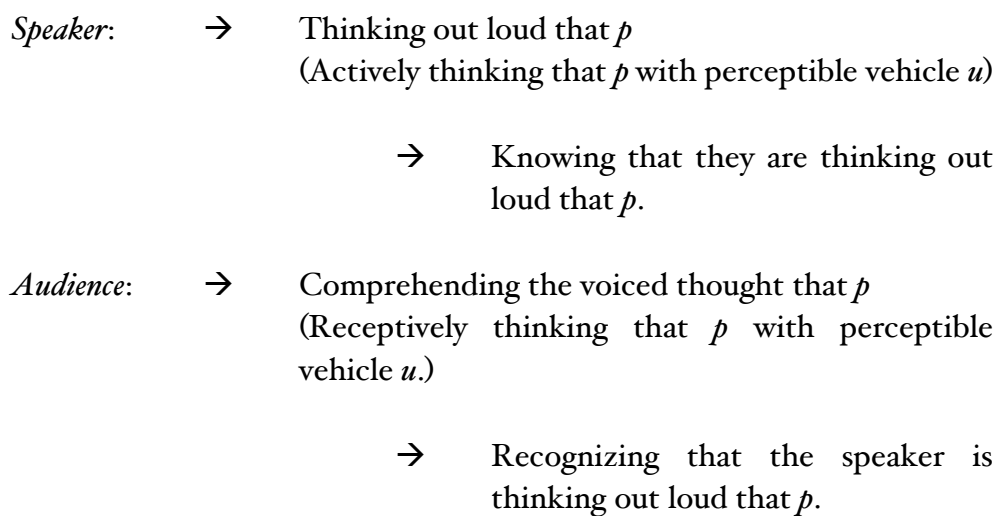 Speaker: → Thinking out loud that p
(Actively thinking that p with perceptible vehicle u)
→ Knowing that they are thinking out
loud that p.
Audience: → Comprehending the voiced thought that p
(Receptively thinking that p with perceptible
vehicle u.)
→ Recognizing that the speaker is
thinking out loud that p.